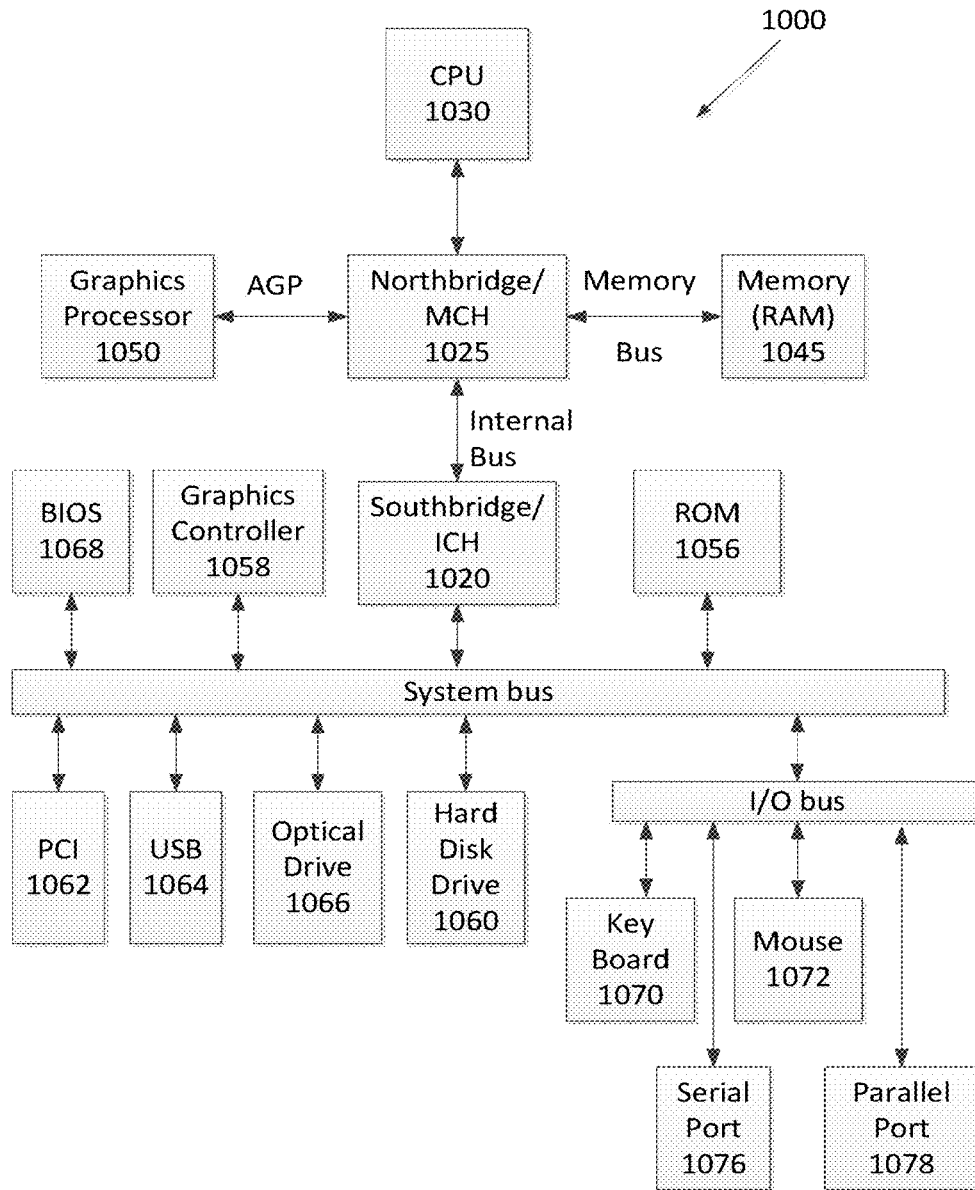 1000
CPU
1030
Graphics
Processor
1050
AGP
Northbridge/
MCH
1025
Memory
Bus
Memory
(RAM)
1045
Internal
Bus
BIOS
1068
Graphics
Controller
1058
Southbridge/
ICH
1020
ROM
1056
System bus
PCI
1062
USB
1064
Optical
Drive
1066
Hard
Disk
Drive
1060
I/O bus
Key
Board
1070
Mouse
1072
Serial
Port
1076
Parallel
Port
1078